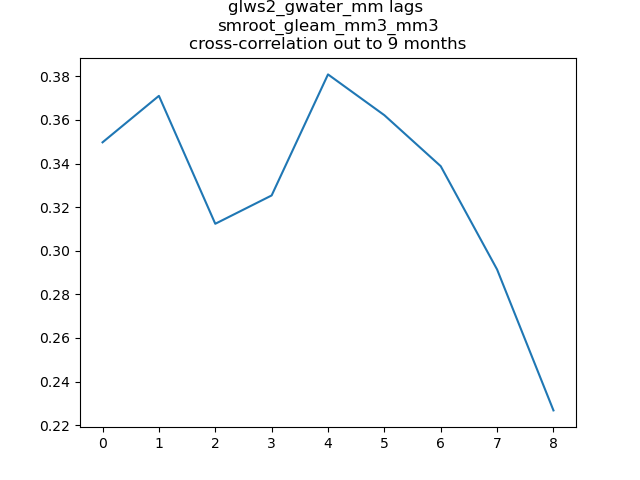 glws2_gwater_mm lags
smroot_gleam_mm3_mm3
cross-correlation out to 9 months
0.38
0.36
0.34
0.32
0.30
0.28
0.26
0.24
0.22
0 1 2 3 4 5 6 7 8